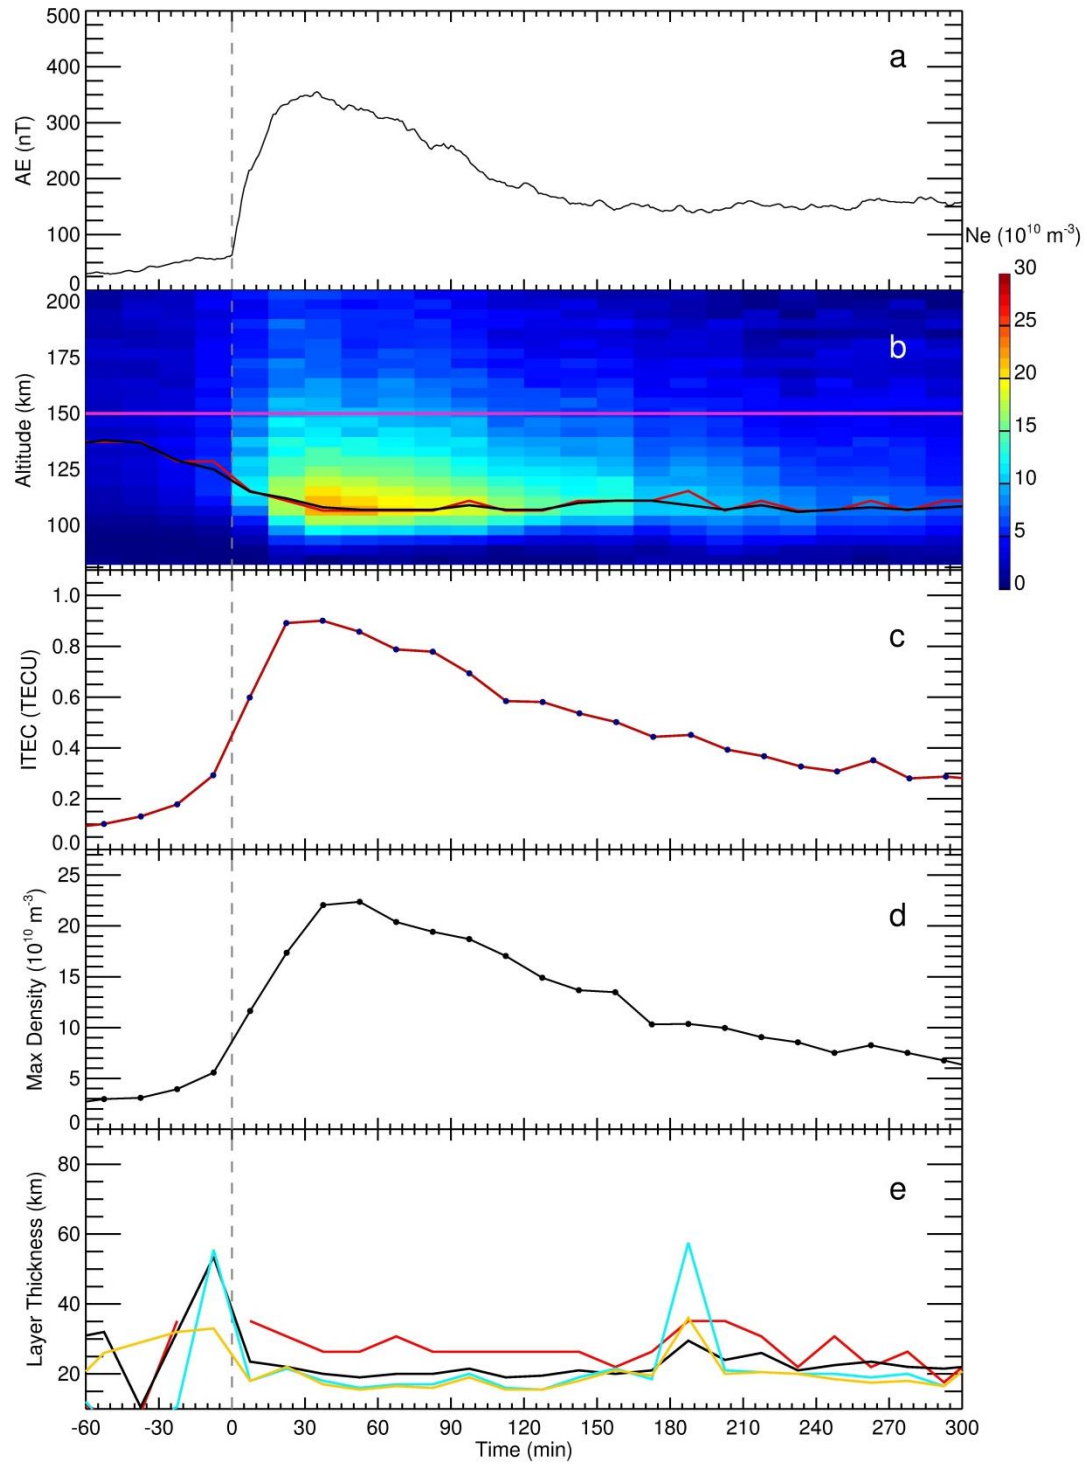 500
400
300
200
100
0
AE (nT)
a
Ne (10¹⁰ m⁻³)
30
25
20
15
10
5
0
200
175
150
125
100
Altitude (km)
b
1.0
0.8
0.6
0.4
0.2
0.0
ITEC (TECU)
c
25
20
15
10
5
0
Max Density (10¹⁰ m⁻³)
d
80
60
40
20
Layer Thickness (km)
e
-60 -30 0 30 60 90 120 150 180 210 240 270 300
Time (min)